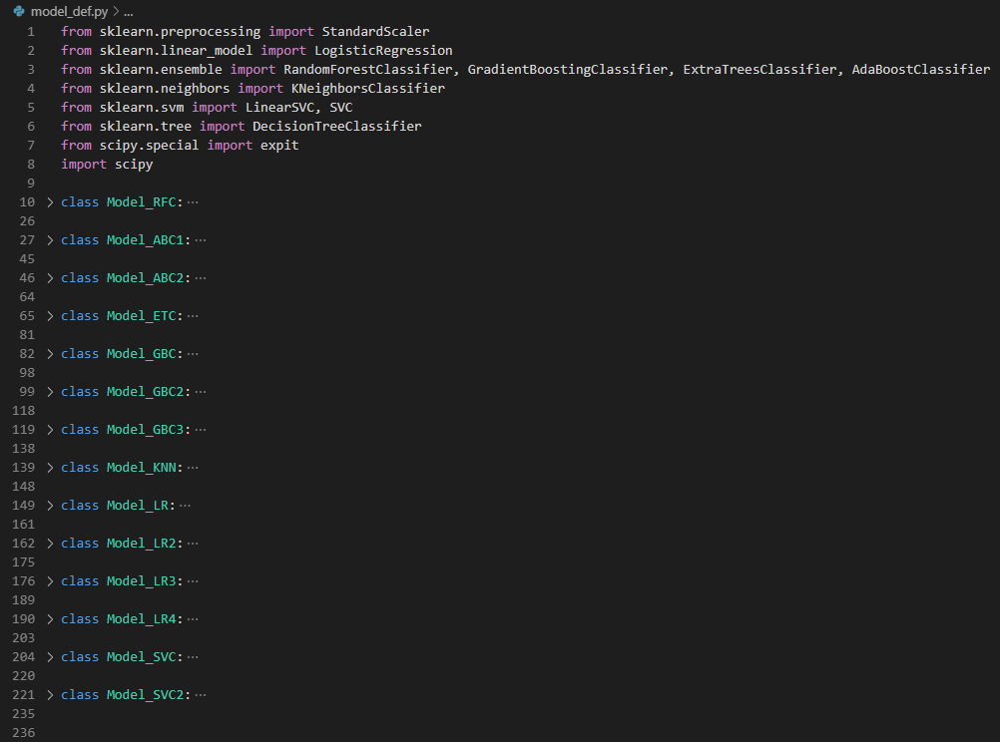 model_def.py > ...
1 from sklearn.preprocessing import StandardScaler
2 from sklearn.linear_model import LogisticRegression
3 from sklearn.ensemble import RandomForestClassifier, GradientBoostingClassifier, ExtraTreesClassifier, AdaBoostClassifier
4 from sklearn.neighbors import KNeighborsClassifier
5 from sklearn.svm import LinearSVC, SVC
6 from sklearn.tree import DecisionTreeClassifier
7 from scipy.special import expit
8 import scipy
9
10 > class Model_RFC: ...
26
27 > class Model_ABC1: ...
45
46 > class Model_ABC2: ...
64
65 > class Model_ETC: ...
81
82 > class Model_GBC: ...
98
99 > class Model_GBC2: ...
118
119 > class Model_GBC3: ...
138
139 > class Model_KNN: ...
148
149 > class Model_LR: ...
161
162 > class Model_LR2: ...
175
176 > class Model_LR3: ...
189
190 > class Model_LR4: ...
203
204 > class Model_SVC: ...
220
221 > class Model_SVC2: ...
235
236